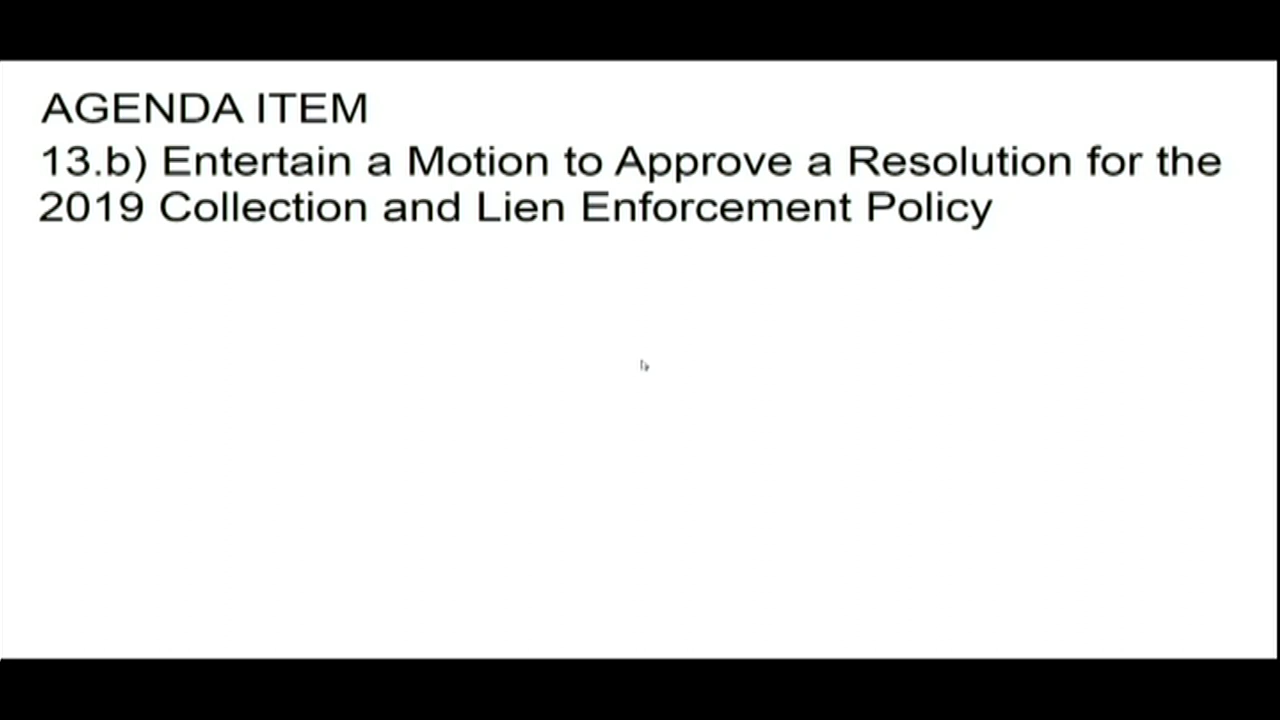 AGENDA ITEM
13.b) Entertain a Motion to Approve a Resolution for the
2019 Collection and Lien Enforcement Policy